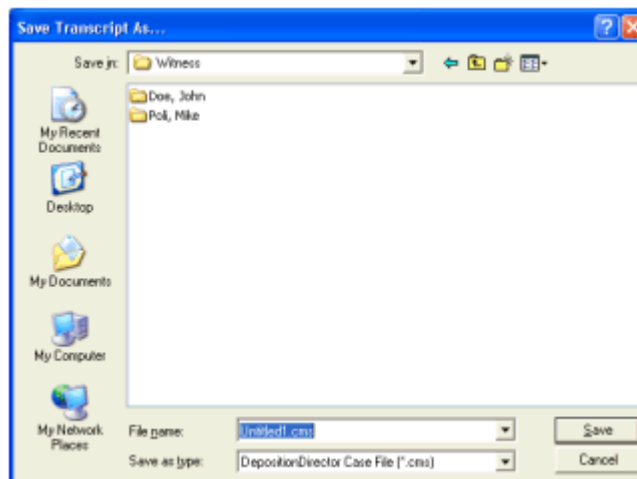 Save Transcript As...
Save in:
Witness
Doe, John
Poli, Mike
My Recent
Documents
Desktop
My Documents
My Computer
My Network
Places
File name:
Untitled1.cms
Save
Save as type:
DepositionDirector Case File (*.cms)
Cancel